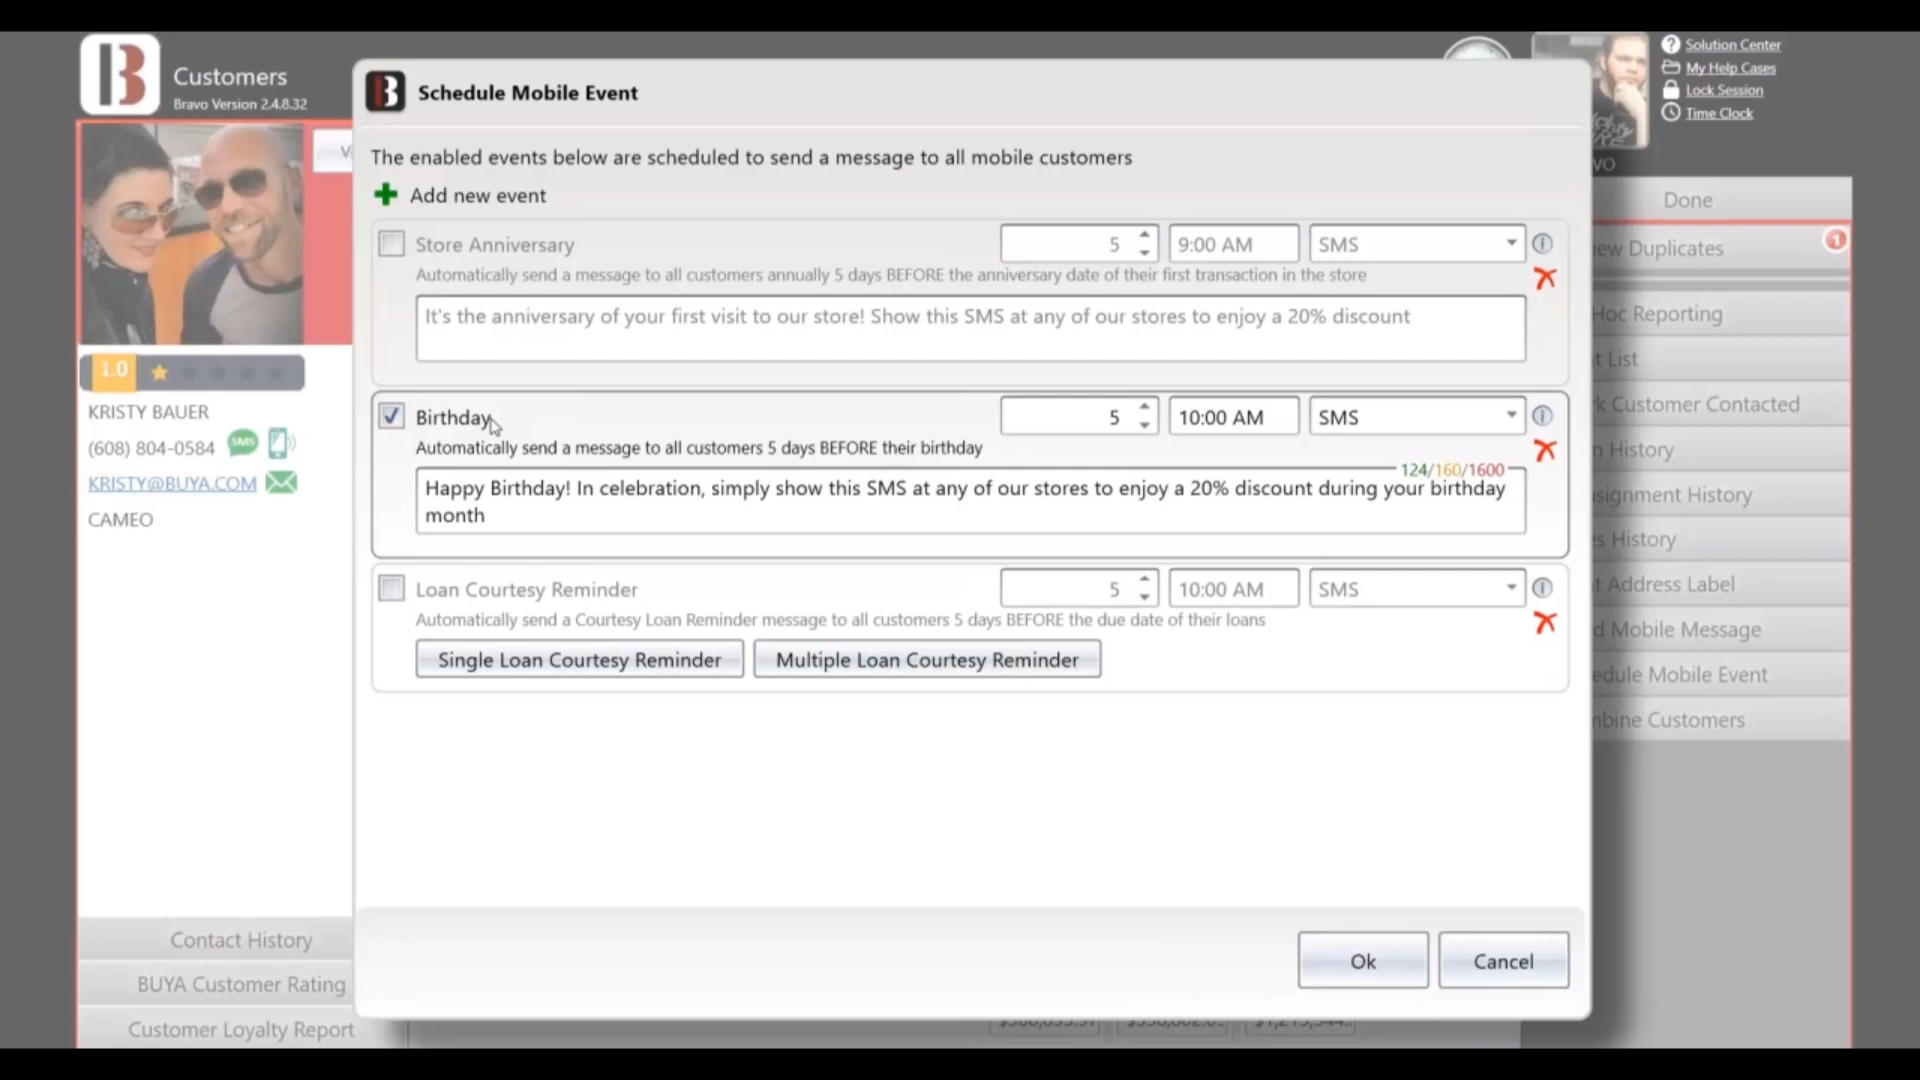 Customers
Bravo Version 2.4.8.32
Schedule Mobile Event
Solution Center
My Help Cases
Lock Session
Time Clock
The enabled events below are scheduled to send a message to all mobile customers
Add new event
Done
Store Anniversary 5 9:00 AM SMS
Automatically send a message to all customers annually 5 days BEFORE the anniversary date of their first transaction in the store
It's the anniversary of your first visit to our store! Show this SMS at any of our stores to enjoy a 20% discount
Duplicates
1
Reporting
List
Customer Contacted
History
History
Address Label
Mobile Message
Mobile Event
Customers
1.0
KRISTY BAUER
(608) 804-0584 SMS
KRISTY@BUYA.COM
CAMEO
Birthday 5 10:00 AM SMS
Automatically send a message to all customers 5 days BEFORE their birthday
124/160/1600
Happy Birthday! In celebration, simply show this SMS at any of our stores to enjoy a 20% discount during your birthday
month
Loan Courtesy Reminder 5 10:00 AM SMS
Automatically send a Courtesy Loan Reminder message to all customers 5 days BEFORE the due date of their loans
Single Loan Courtesy Reminder Multiple Loan Courtesy Reminder
Contact History
BUYA Customer Rating
Customer Loyalty Report
Ok Cancel